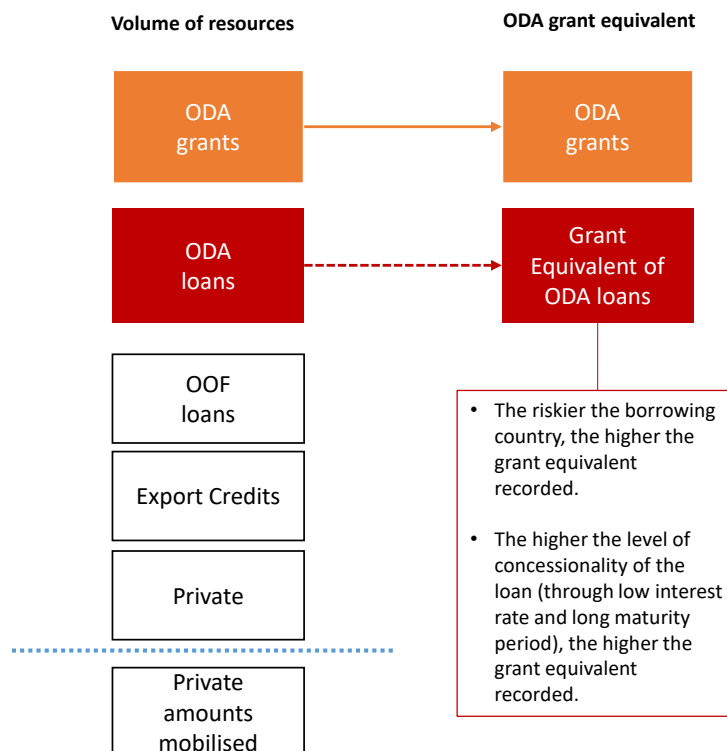 Volume of resources
ODA grant equivalent
ODA
grants
ODA
grants
ODA
loans
Grant
Equivalent of
ODA loans
OOF
loans
Export Credits
Private
Private
amounts
mobilised
• The riskier the borrowing
country, the higher the
grant equivalent
recorded.
• The higher the level of
concessionality of the
loan (through low interest
rate and long maturity
period), the higher the
grant equivalent
recorded.